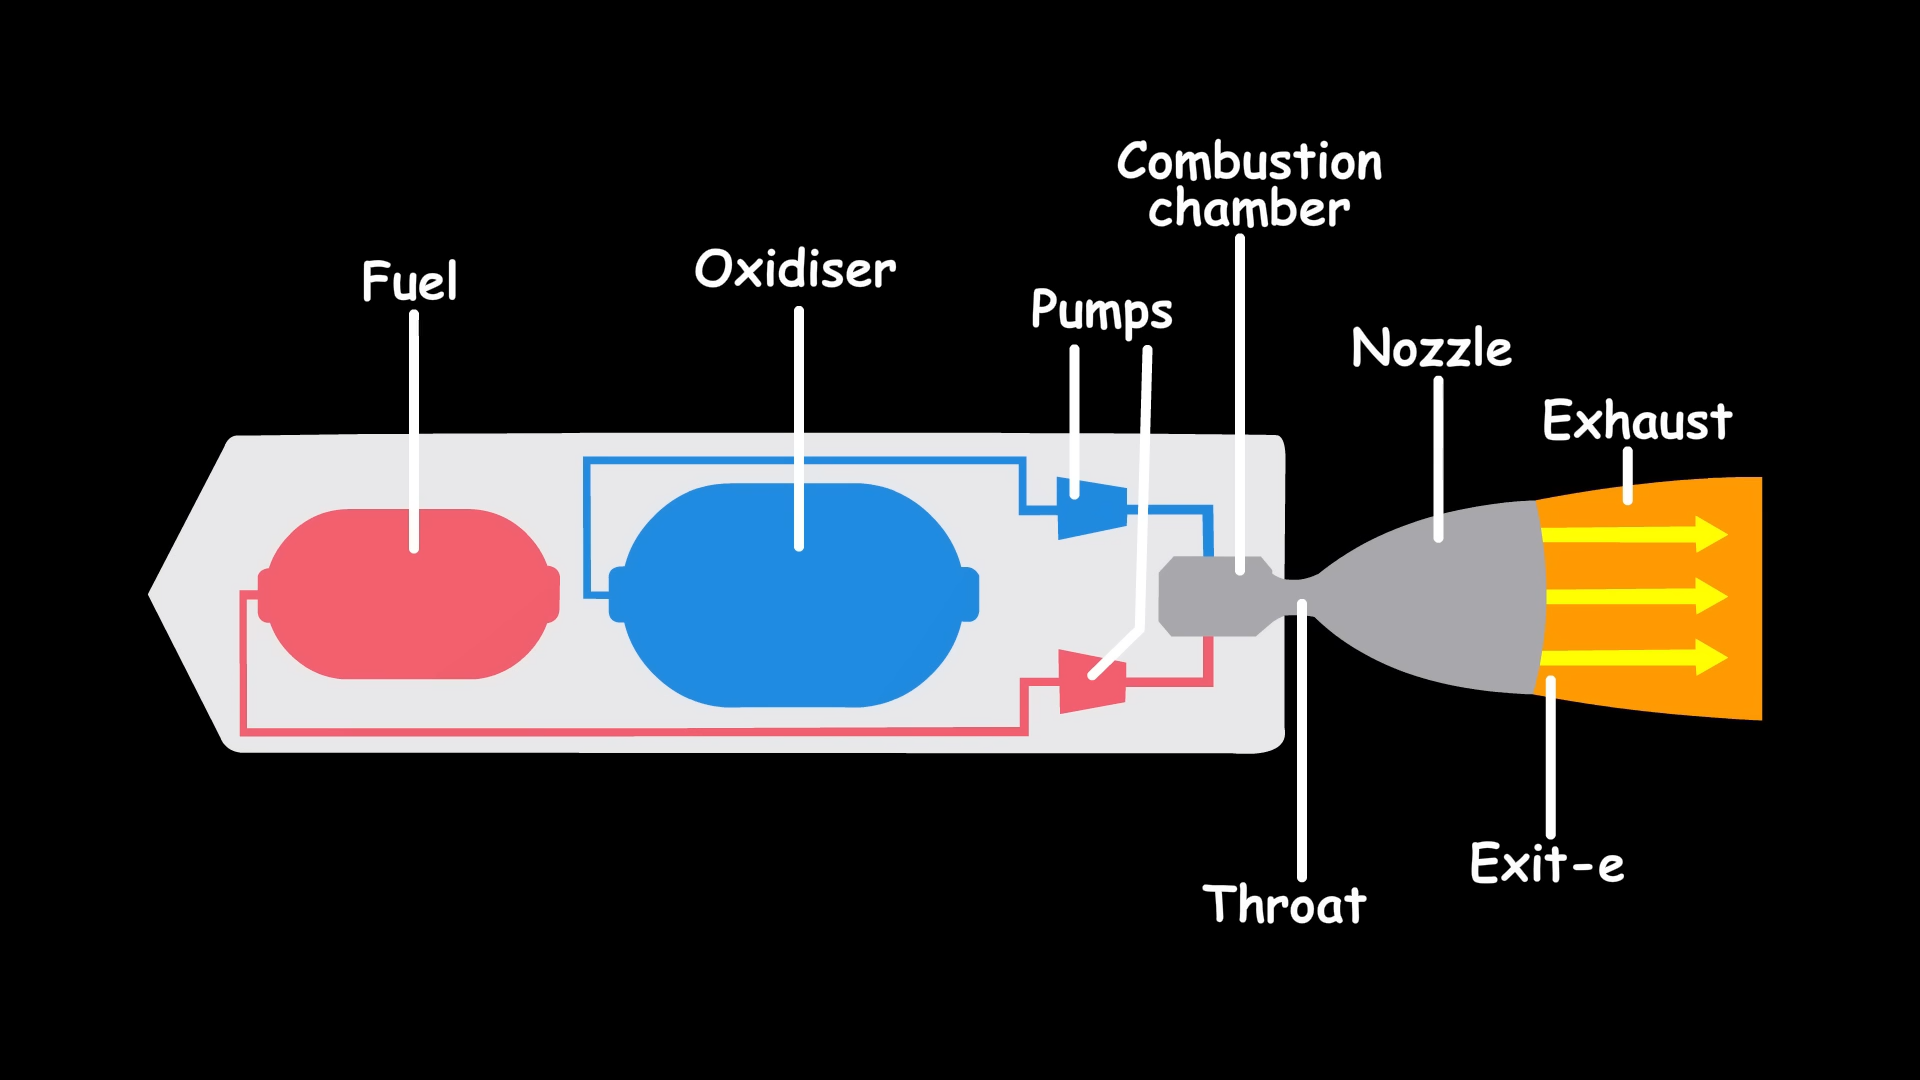 Combustion
chamber
Fuel
Oxidiser
Pumps
Nozzle
Exhaust
Exit-e
Throat